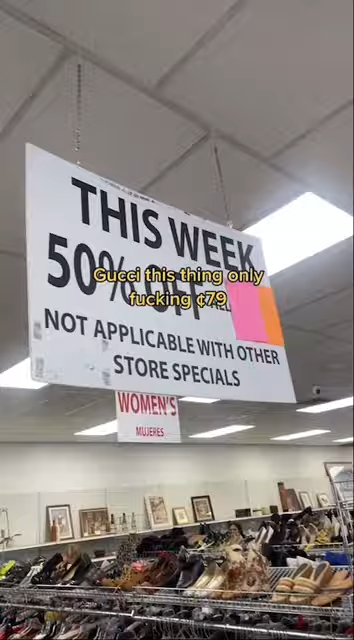 THIS WEEK
50% OFF
Gucci this thing only
fucking ¢79
NOT APPLICABLE WITH OTHER
STORE SPECIALS
WOMEN'S
MUJERES